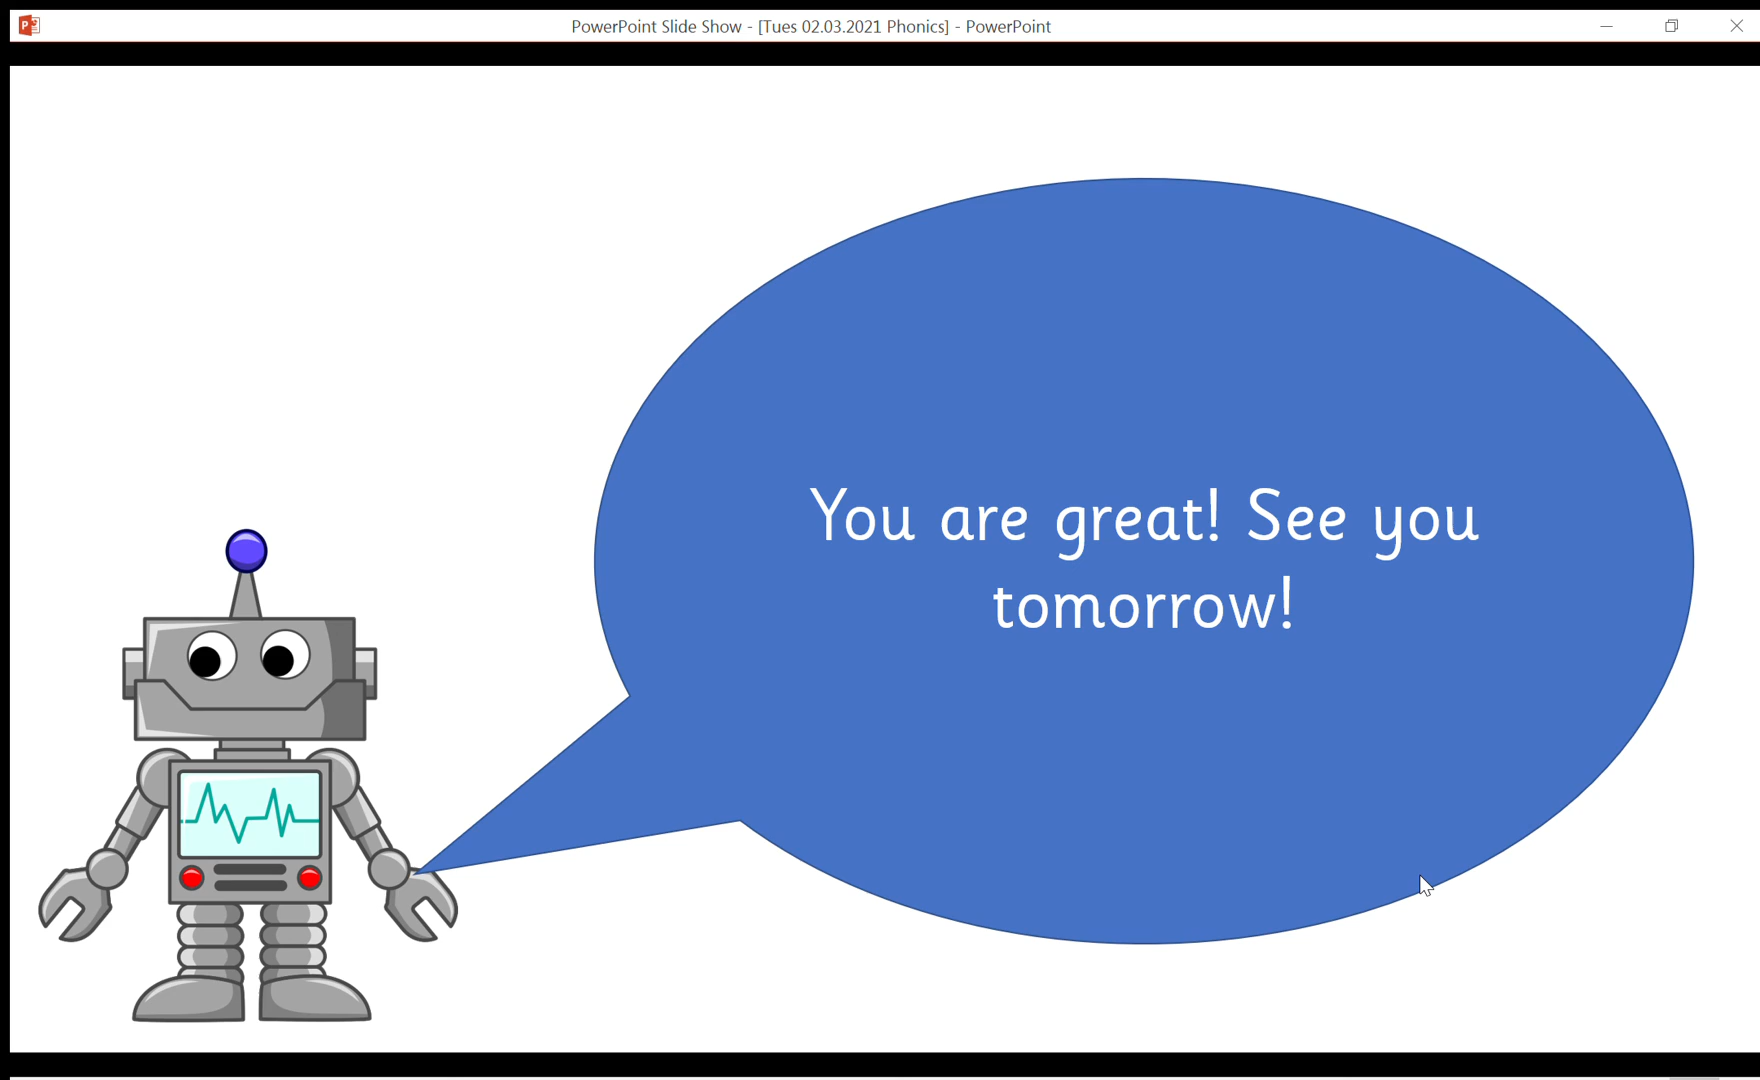 PowerPoint Slide Show - [Tues 02.03.2021 Phonics] - PowerPoint
You are great! See you
tomorrow!